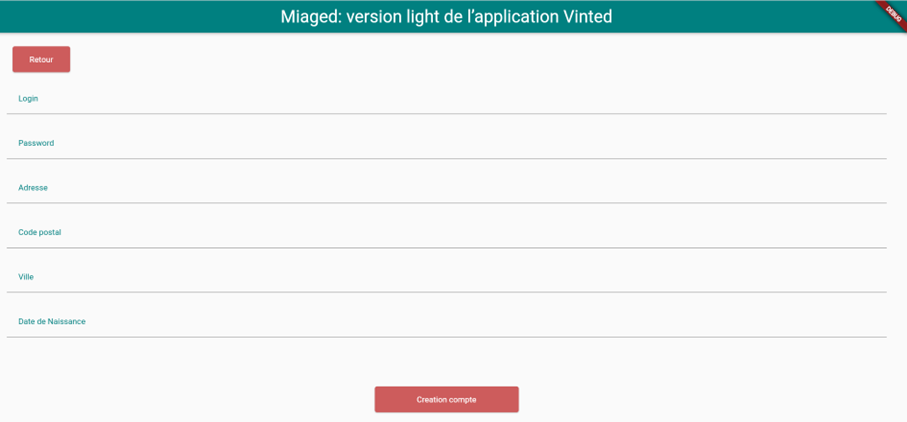 Miaged: version light de l'application Vinted
DEBUG
Retour
Login
Password
Adresse
Code postal
Ville
Date de Naissance
Creation compte